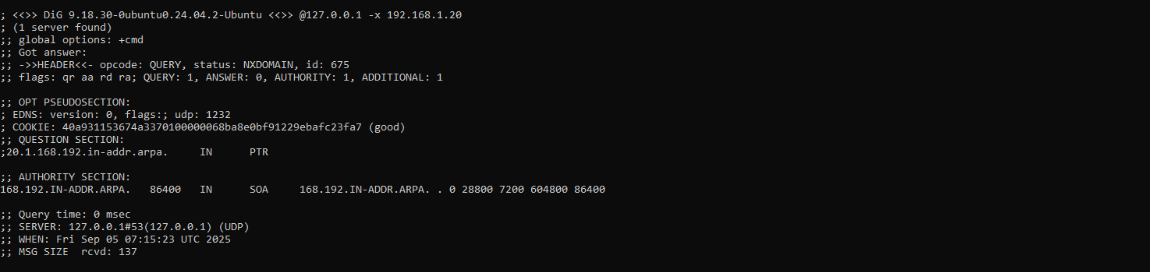 ; <<>> DiG 9.18.30-0ubuntu0.24.04.2-Ubuntu <<>> @127.0.0.1 -x 192.168.1.20
; (1 server found)
;; global options: +cmd
;; Got answer:
;; ->>HEADER<<- opcode: QUERY, status: NXDOMAIN, id: 675
;; flags: qr aa rd ra; QUERY: 1, ANSWER: 0, AUTHORITY: 1, ADDITIONAL: 1
;; OPT PSEUDOSECTION:
; EDNS: version: 0, flags:; udp: 1232
; COOKIE: 40a931153674a3370100000068ba8e0bf91229ebafc23fa7 (good)
;; QUESTION SECTION:
;20.1.168.192.in-addr.arpa. IN PTR
;; AUTHORITY SECTION:
168.192.IN-ADDR.ARPA. 86400 IN SOA 168.192.IN-ADDR.ARPA. . 0 28800 7200 604800 86400
;; Query time: 0 msec
;; SERVER: 127.0.0.1#53(127.0.0.1) (UDP)
;; WHEN: Fri Sep 05 07:15:23 UTC 2025
;; MSG SIZE rcvd: 137